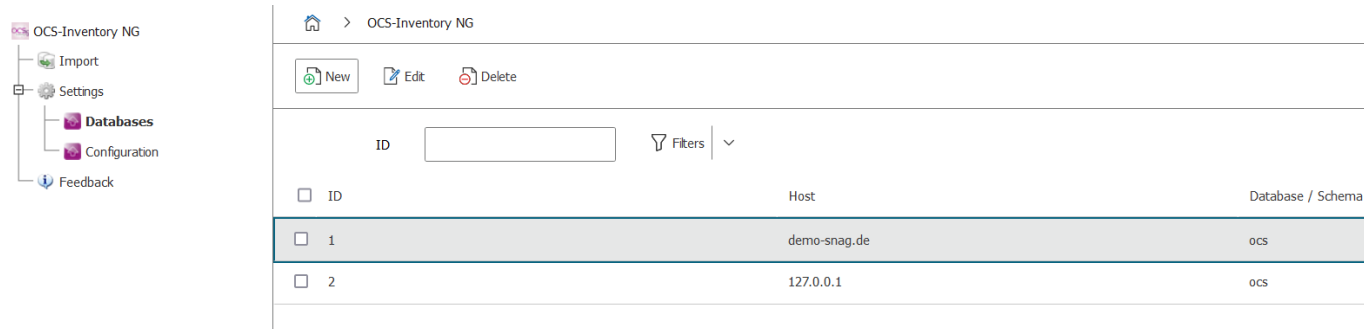 OCS-Inventory NG
Import
Settings
Databases
Configuration
Feedback
OCS-Inventory NG
New Edit Delete
ID Filters
ID Host Database / Schema
1 demo-snag.de ocs
2 127.0.0.1 ocs